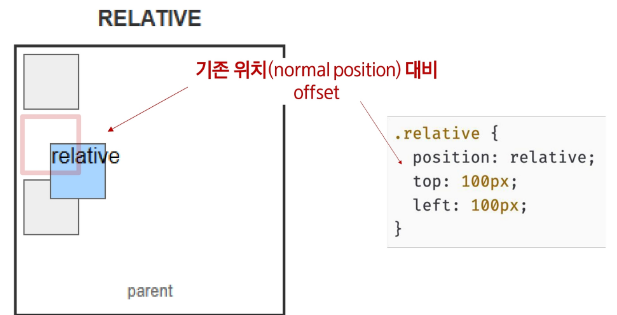 RELATIVE
기존 위치(normal position) 대비
offset
relative
parent
.relative {
  position: relative;
  top: 100px;
  left: 100px;
}